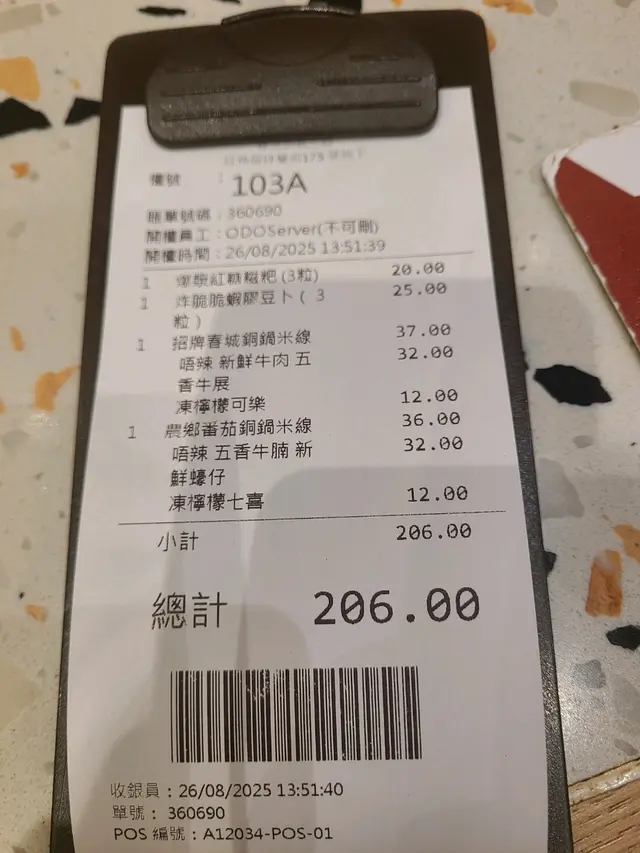 檯號 : 103A
賬單號碼 : 360690
開檯員工 : ODOServer(不可刪)
開檯時間 : 26/08/2025 13:51:39
1 爆漿紅糖糍粑 (3粒) 20.00
1 炸脆脆蝦膠豆卜 ( 3 25.00
粒 )
1 招牌春城銅鍋米線 37.00
唔辣 新鮮牛肉 五 32.00
香牛展
凍檸檬可樂 12.00
1 農鄉番茄銅鍋米線 36.00
唔辣 五香牛腩 新 32.00
鮮蠔仔
凍檸檬七喜 12.00
小計 206.00
總計 206.00
收銀員 : 26/08/2025 13:51:40
單號 : 360690
POS 編號 : A12034-POS-01